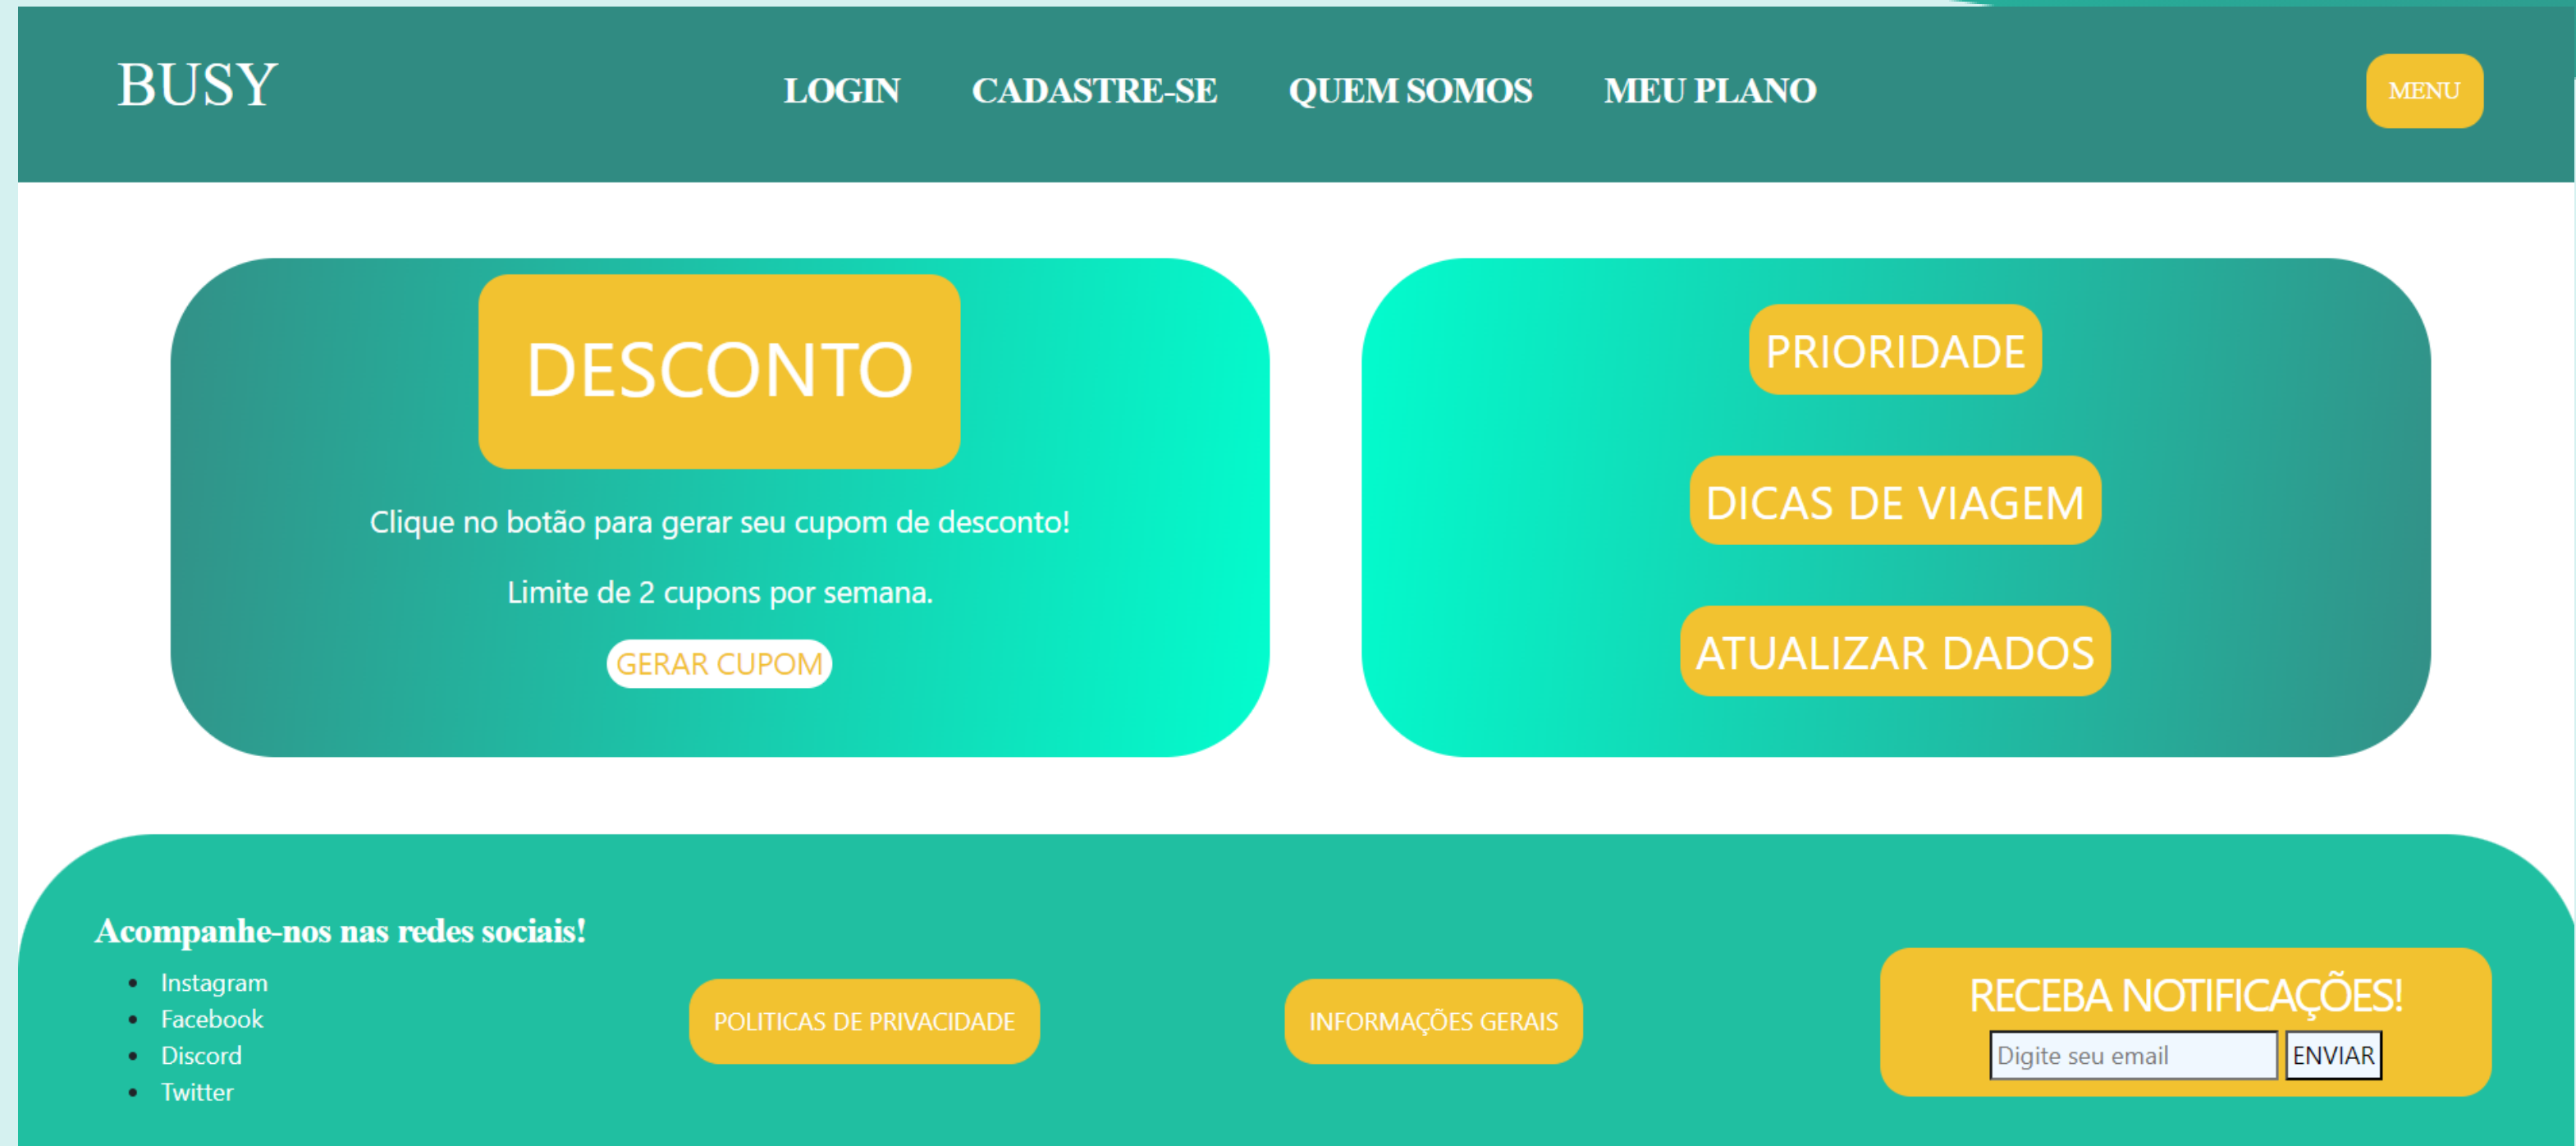 BUSY
LOGIN CADASTRE-SE QUEM SOMOS MEU PLANO
MENU
DESCONTO
Clique no botão para gerar seu cupom de desconto!
Limite de 2 cupons por semana.
GERAR CUPOM
PRIORIDADE
DICAS DE VIAGEM
ATUALIZAR DADOS
Acompanhe-nos nas redes sociais!
Instagram
Facebook
Discord
Twitter
POLITICAS DE PRIVACIDADE
INFORMAÇÕES GERAIS
RECEBA NOTIFICAÇÕES!
Digite seu email ENVIAR